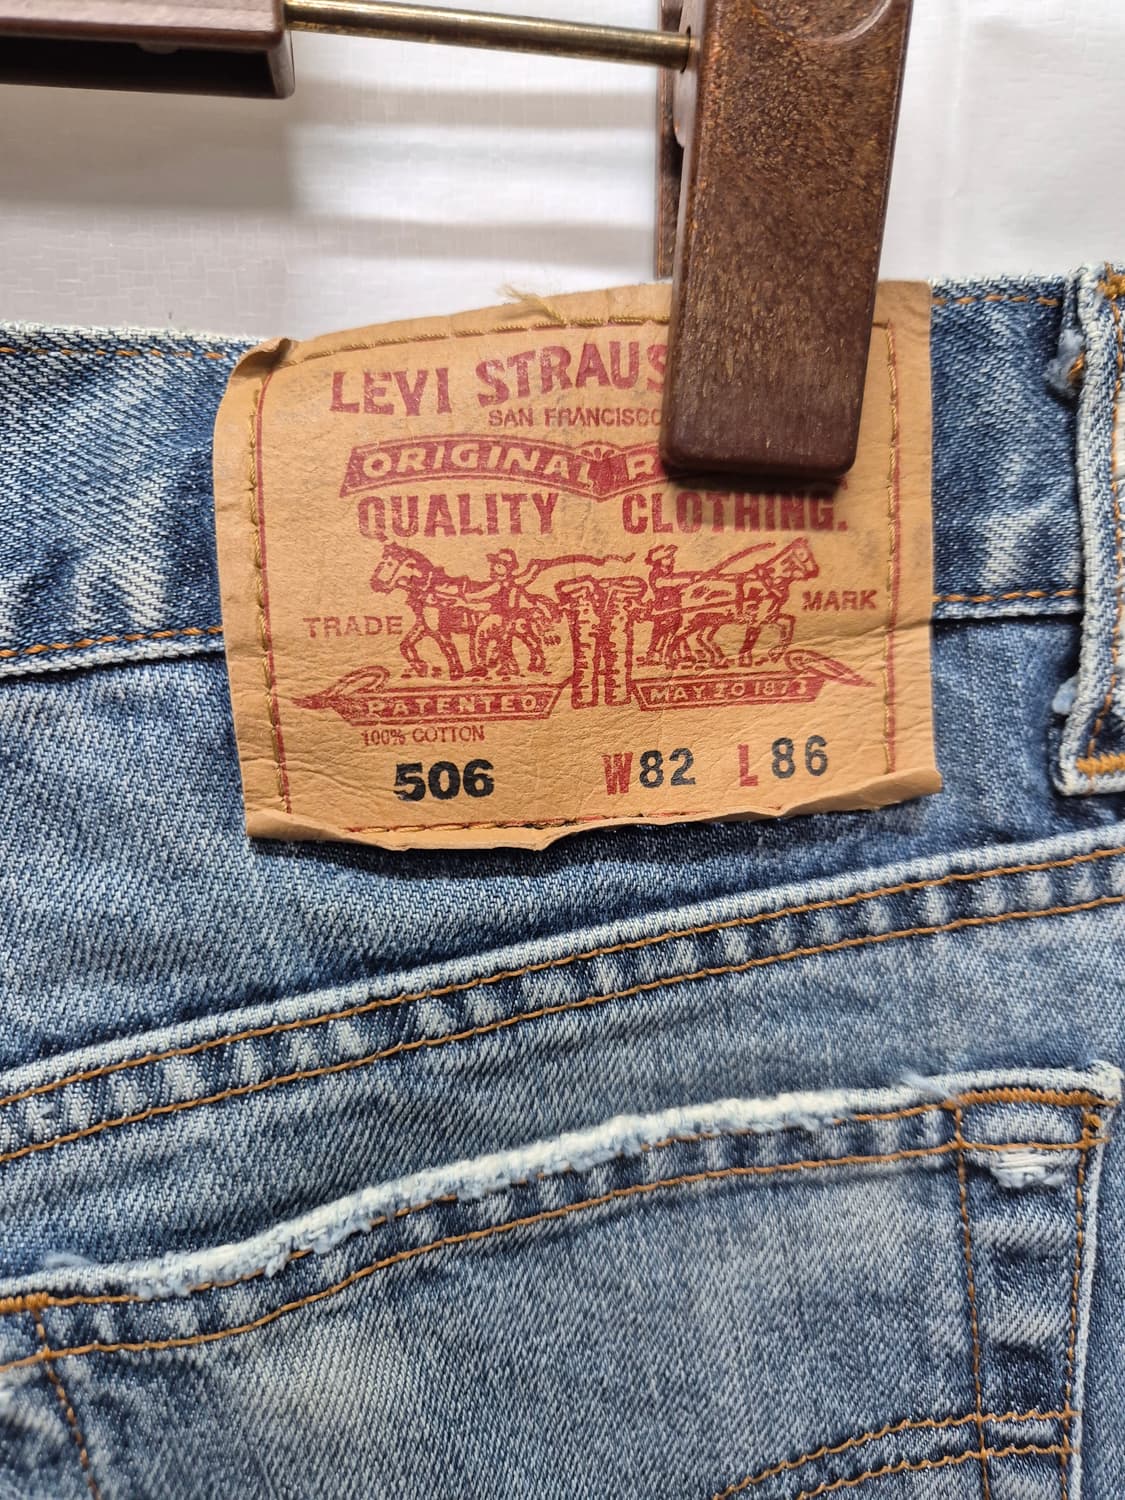 LEVI STRAUS
SAN FRANCISCO
ORIGINAL R
QUALITY CLOTHING.
TRADE MARK
PATENTED MAY 20 1873
100% COTTON
506 W82 L86